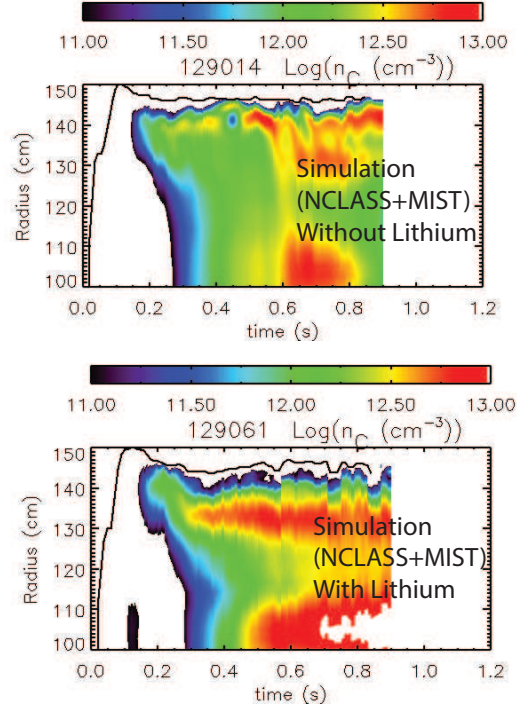 11.00 11.50 12.00 12.50 13.00
129014 Log(n_C (cm⁻³))
150
140
130
120
110
100
Radius (cm)
Simulation
(NCLASS+MIST)
Without Lithium
0.0 0.2 0.4 0.6 0.8 1.0 1.2
time (s)
11.00 11.50 12.00 12.50 13.00
129061 Log(n_C (cm⁻³))
150
140
130
120
110
100
Radius (cm)
Simulation
(NCLASS+MIST)
With Lithium
0.0 0.2 0.4 0.6 0.8 1.0 1.2
time (s)